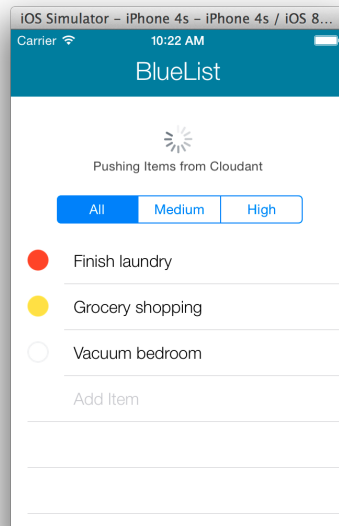 iOS Simulator – iPhone 4s – iPhone 4s / iOS 8...
Carrier 10:22 AM
BlueList
Pushing Items from Cloudant
All Medium High
Finish laundry
Grocery shopping
Vacuum bedroom
Add Item